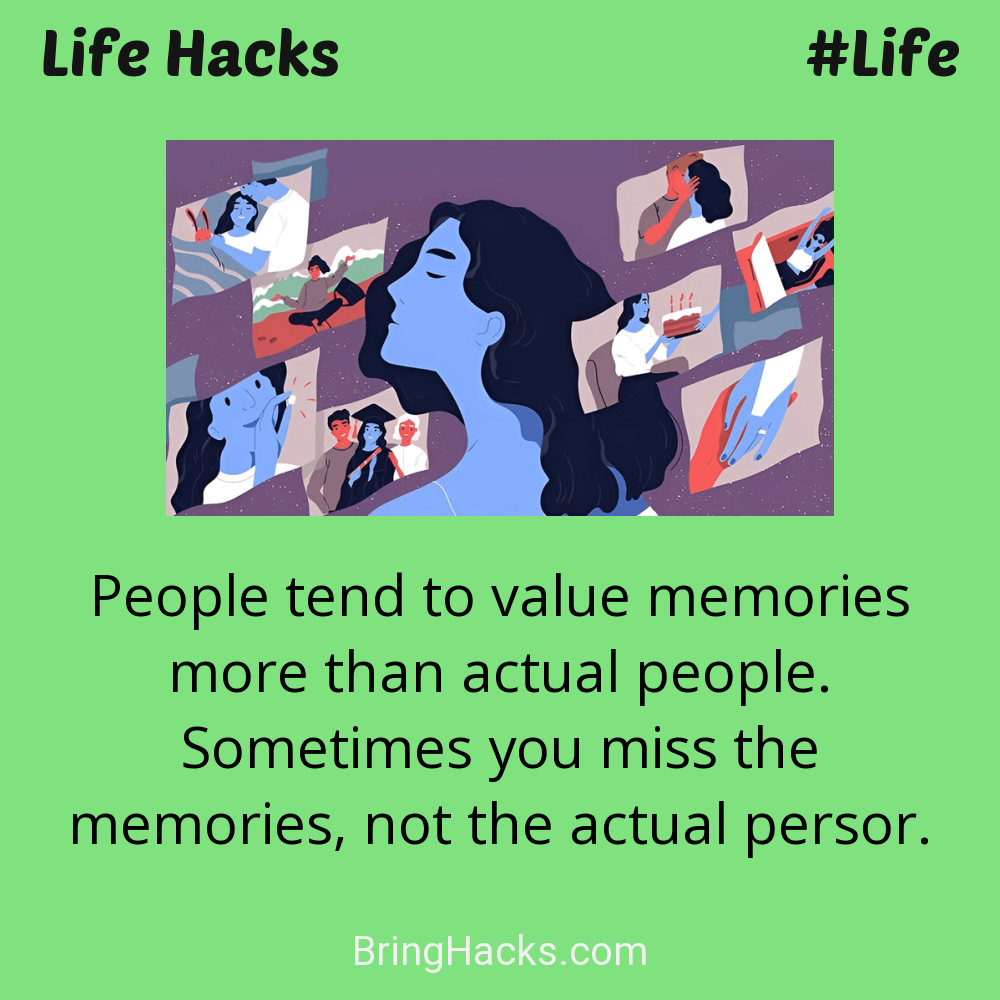 Life Hacks #Life
People tend to value memories
more than actual people.
Sometimes you miss the
memories, not the actual persor.
BringHacks.com